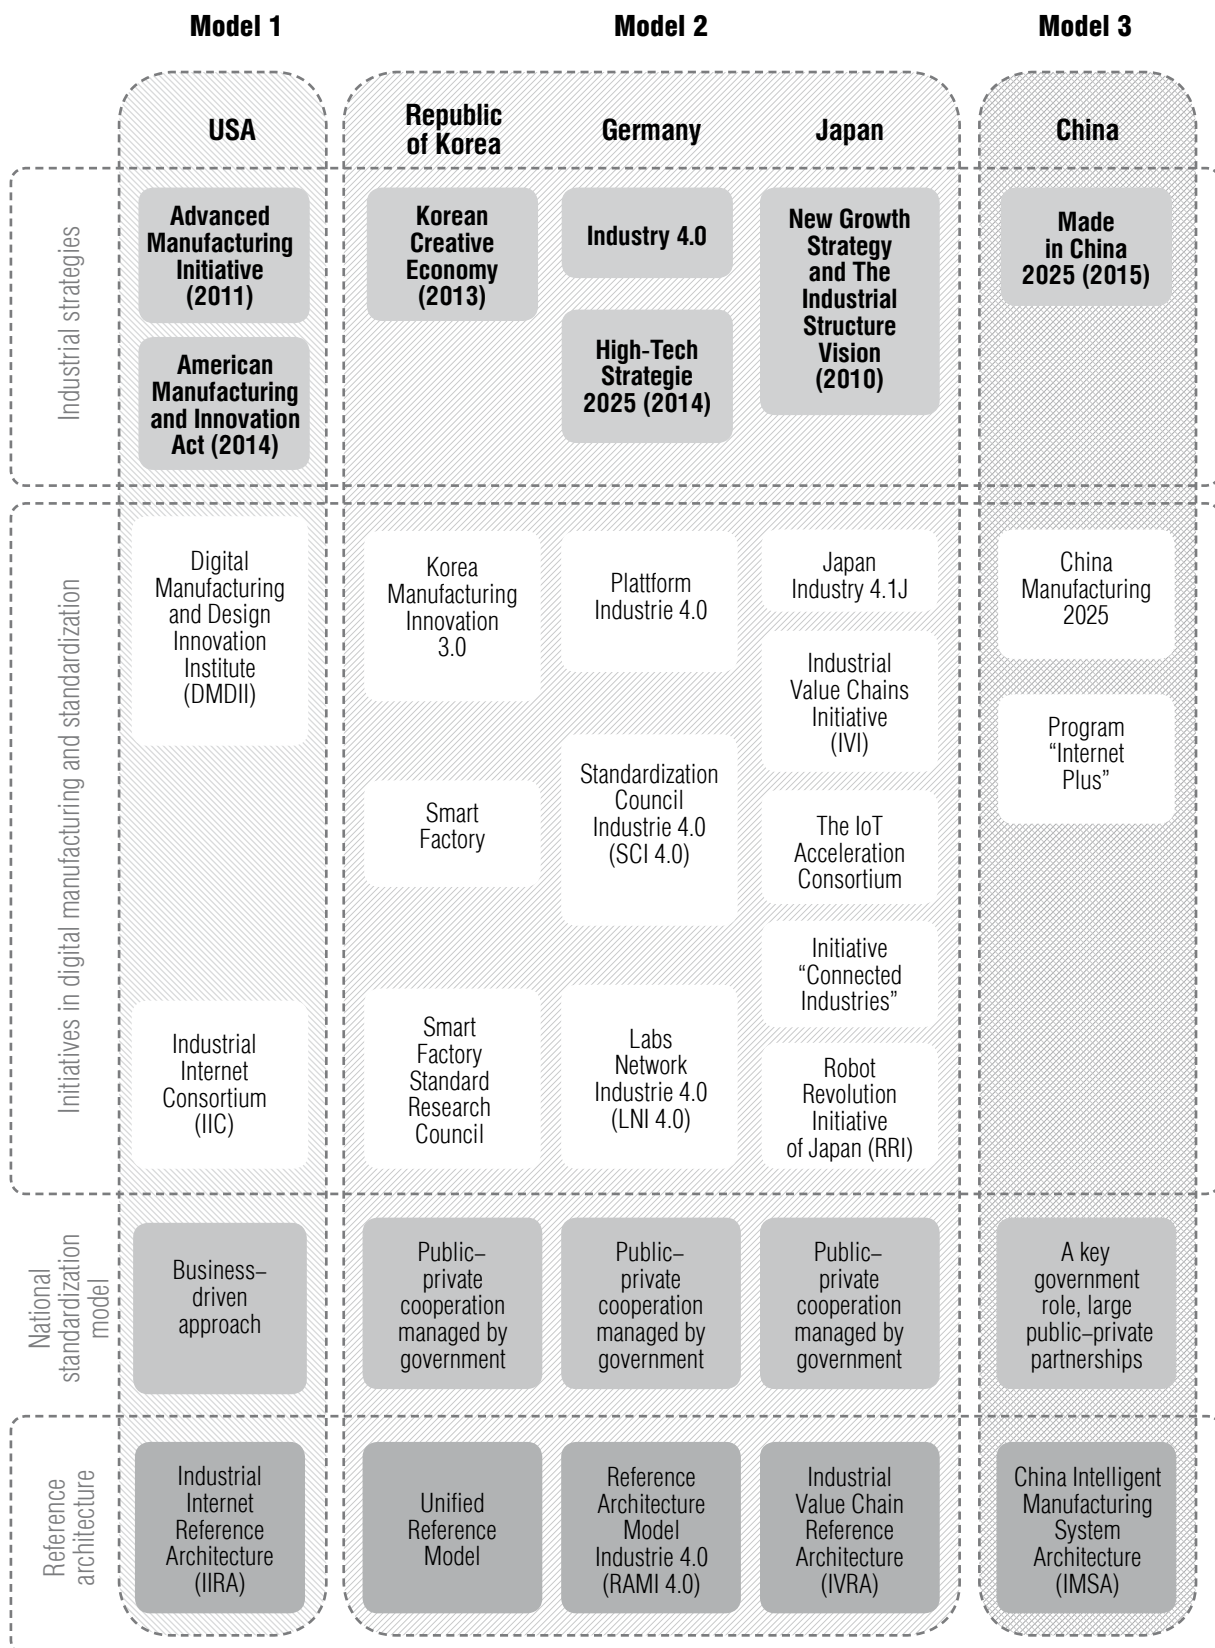 Model 1
Model 2
Model 3
USA
Republic
of Korea
Germany
Japan
China
Industrial strategies
Advanced
Manufacturing
Initiative
(2011)
American
Manufacturing
and Innovation
Act (2014)
Korean
Creative
Economy
(2013)
Industry 4.0
High-Tech
Strategie
2025 (2014)
New Growth
Strategy
and The
Industrial
Structure
Vision
(2010)
Made
in China
2025 (2015)
Initiatives in digital manufacturing and standardization
Digital
Manufacturing
and Design
Innovation
Institute
(DMDII)
Industrial
Internet
Consortium
(IIC)
Korea
Manufacturing
Innovation
3.0
Smart
Factory
Smart
Factory
Standard
Research
Council
Plattform
Industrie 4.0
Standardization
Council
Industrie 4.0
(SCI 4.0)
Labs
Network
Industrie 4.0
(LNI 4.0)
Japan
Industry 4.1J
Industrial
Value Chains
Initiative
(IVI)
The IoT
Acceleration
Consortium
Initiative
“Connected
Industries”
Robot
Revolution
Initiative
of Japan (RRI)
China
Manufacturing
2025
Program
“Internet
Plus”
National
standardization
model
Business–
driven
approach
Public–
private
cooperation
managed by
government
Public–
private
cooperation
managed by
government
Public–
private
cooperation
managed by
government
A key
government
role, large
public–private
partnerships
Reference
architecture
Industrial
Internet
Reference
Architecture
(IIRA)
Unified
Reference
Model
Reference
Architecture
Model
Industrie 4.0
(RAMI 4.0)
Industrial
Value Chain
Reference
Architecture
(IVRA)
China Intelligent
Manufacturing
System
Architecture
(IMSA)